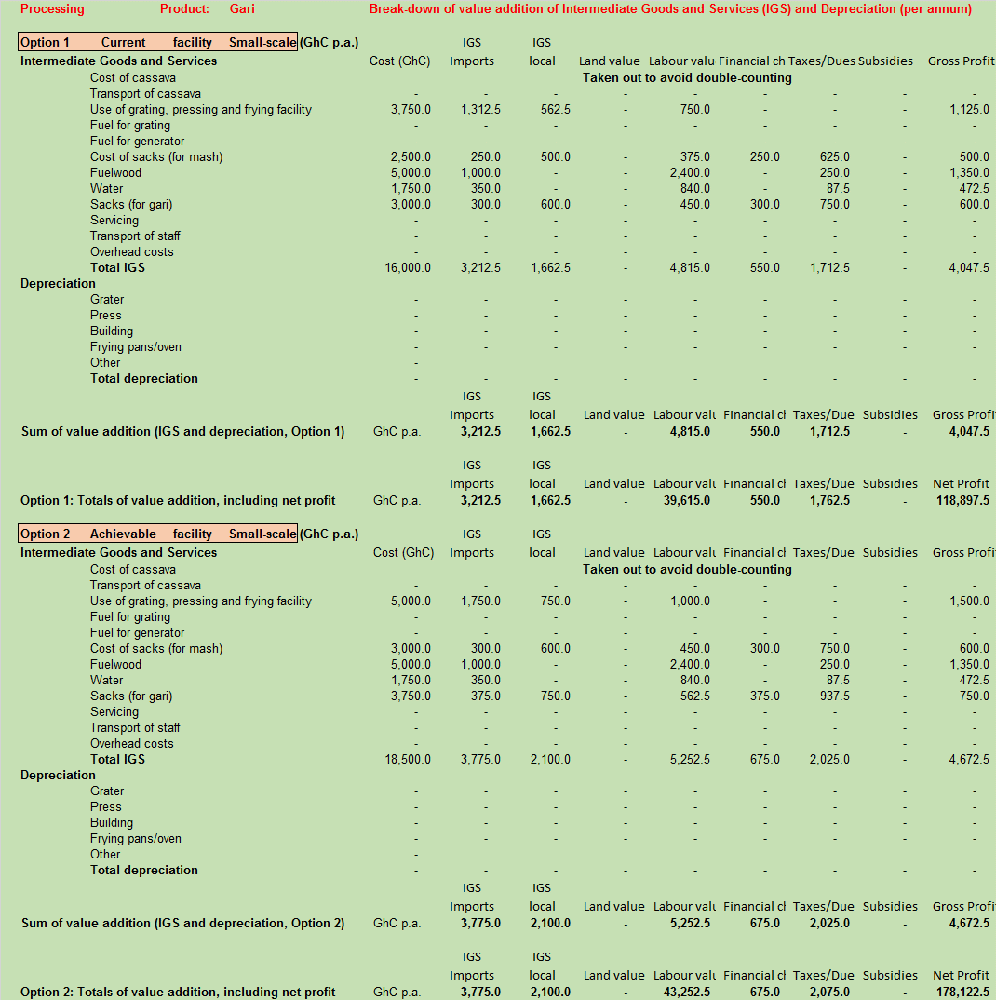 Processing Product: Gari Break-down of value addition of Intermediate Goods and Services (IGS) and Depreciation (per annum)
Option 1 Current facility Small-scale (GhC p.a.) IGS IGS
Intermediate Goods and Services Cost (GhC) Imports local Land value Labour valu Financial ch Taxes/Dues Subsidies Gross Profit
Cost of cassava Taken out to avoid double-counting
Transport of cassava - - - - - - - - -
Use of grating, pressing and frying facility 3,750.0 1,312.5 562.5 - 750.0 - - - 1,125.0
Fuel for grating - - - - - - - - -
Fuel for generator - - - - - - - - -
Cost of sacks (for mash) 2,500.0 250.0 500.0 - 375.0 250.0 625.0 - 500.0
Fuelwood 5,000.0 1,000.0 - - 2,400.0 - 250.0 - 1,350.0
Water 1,750.0 350.0 - - 840.0 - 87.5 - 472.5
Sacks (for gari) 3,000.0 300.0 600.0 - 450.0 300.0 750.0 - 600.0
Servicing - - - - - - - - -
Transport of staff - - - - - - - - -
Overhead costs - - - - - - - - -
Total IGS 16,000.0 3,212.5 1,662.5 - 4,815.0 550.0 1,712.5 - 4,047.5
Depreciation
Grater - - - - - - - - -
Press - - - - - - - - -
Building - - - - - - - - -
Frying pans/oven - - - - - - - - -
Other -
Total depreciation - - - - - - - - -
IGS IGS
Imports local Land value Labour valu Financial ch Taxes/Due Subsidies Gross Profi
Sum of value addition (IGS and depreciation, Option 1) GhC p.a. 3,212.5 1,662.5 - 4,815.0 550.0 1,712.5 - 4,047.5
IGS IGS
Imports local Land value Labour valu Financial ch Taxes/Due Subsidies Net Profit
Option 1: Totals of value addition, including net profit GhC p.a. 3,212.5 1,662.5 - 39,615.0 550.0 1,762.5 - 118,897.5
Option 2 Achievable facility Small-scale (GhC p.a.) IGS IGS
Intermediate Goods and Services Cost (GhC) Imports local Land value Labour valu Financial ch Taxes/Due Subsidies Gross Profi
Cost of cassava Taken out to avoid double-counting
Transport of cassava - - - - - - - - -
Use of grating, pressing and frying facility 5,000.0 1,750.0 750.0 - 1,000.0 - - - 1,500.0
Fuel for grating - - - - - - - - -
Fuel for generator - - - - - - - - -
Cost of sacks (for mash) 3,000.0 300.0 600.0 - 450.0 300.0 750.0 - 600.0
Fuelwood 5,000.0 1,000.0 - - 2,400.0 - 250.0 - 1,350.0
Water 1,750.0 350.0 - - 840.0 - 87.5 - 472.5
Sacks (for gari) 3,750.0 375.0 750.0 - 562.5 375.0 937.5 - 750.0
Servicing - - - - - - - - -
Transport of staff - - - - - - - - -
Overhead costs - - - - - - - - -
Total IGS 18,500.0 3,775.0 2,100.0 - 5,252.5 675.0 2,025.0 - 4,672.5
Depreciation
Grater - - - - - - - - -
Press - - - - - - - - -
Building - - - - - - - - -
Frying pans/oven - - - - - - - - -
Other -
Total depreciation - - - - - - - - -
IGS IGS
Imports local Land value Labour valu Financial ch Taxes/Due Subsidies Gross Profi
Sum of value addition (IGS and depreciation, Option 2) GhC p.a. 3,775.0 2,100.0 - 5,252.5 675.0 2,025.0 - 4,672.5
IGS IGS
Imports local Land value Labour valu Financial ch Taxes/Due Subsidies Net Profit
Option 2: Totals of value addition, including net profit GhC p.a. 3,775.0 2,100.0 - 43,252.5 675.0 2,075.0 - 178,122.5